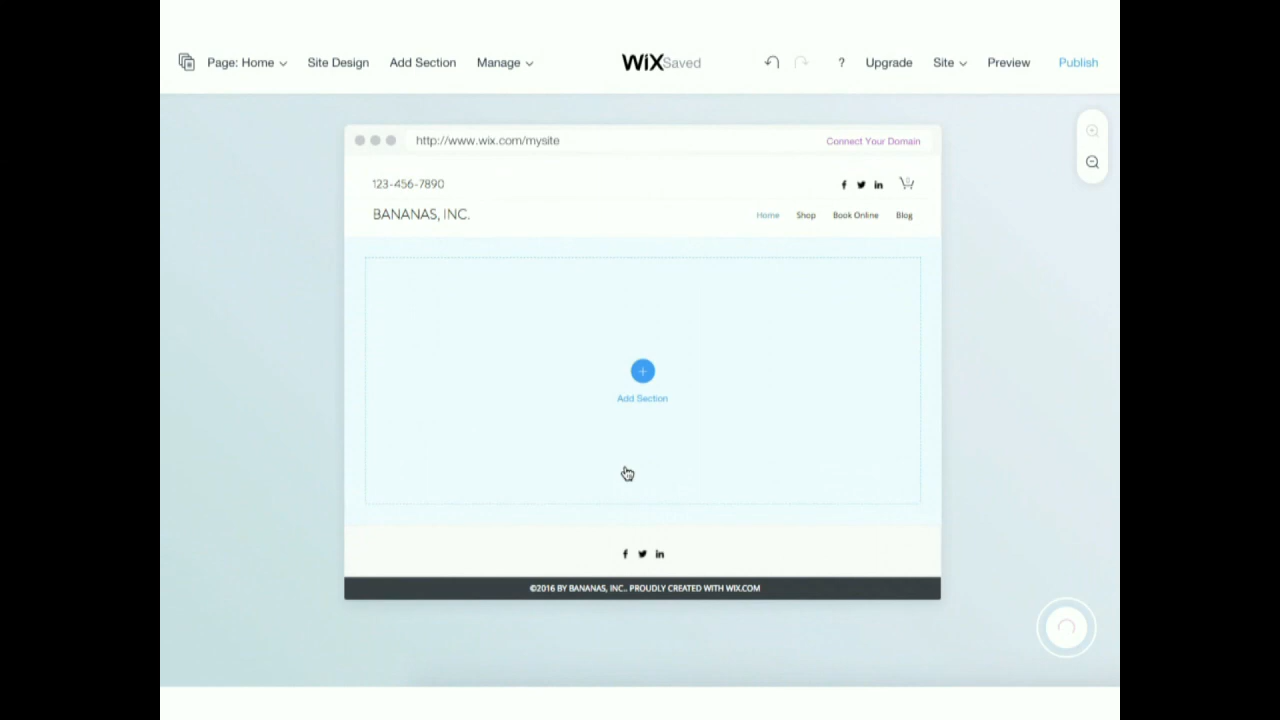 Page: Home Site Design Add Section Manage WiX Saved ? Upgrade Site Preview Publish
http://www.wix.com/mysite Connect Your Domain
123-456-7890
BANANAS, INC. Home Shop Book Online Blog
Add Section
©2016 BY BANANAS, INC.. PROUDLY CREATED WITH WIX.COM